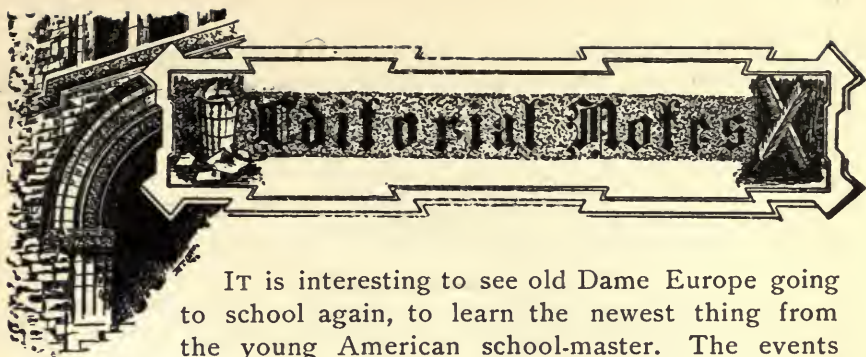 Editorial Notes
IT is interesting to see old Dame Europe going
to school again, to learn the newest thing from
the young American school-master. The events